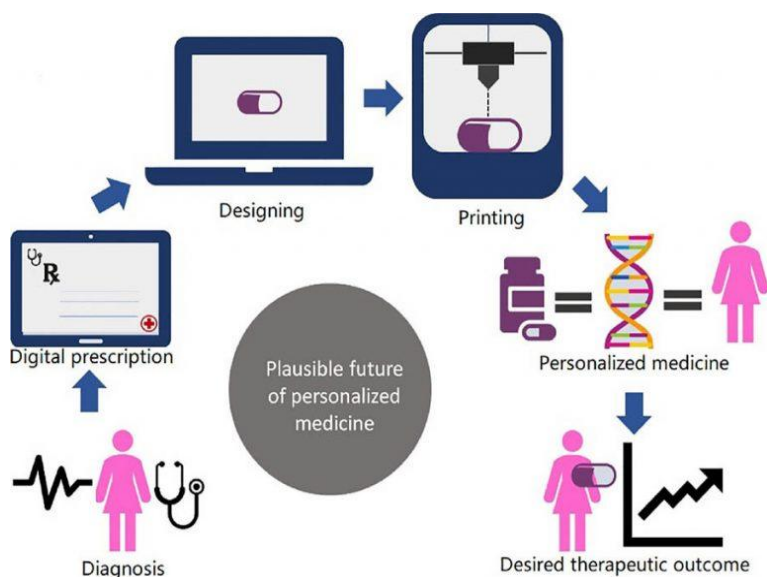 Designing
Printing
℞
Digital prescription
Personalized medicine
Plausible future
of personalized
medicine
Diagnosis
Desired therapeutic outcome